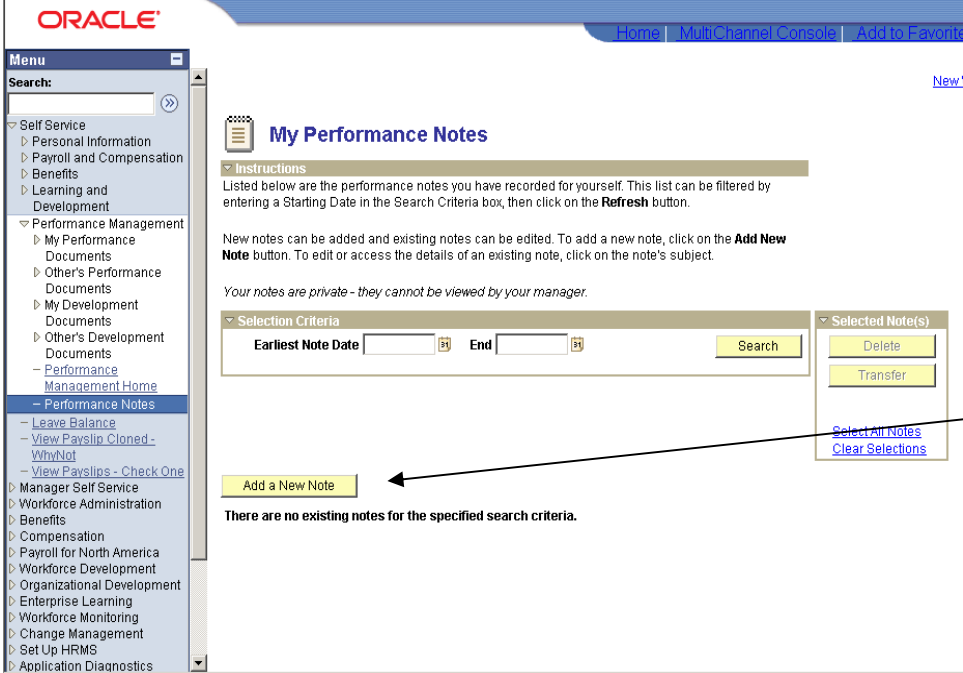 ORACLE®
Home | MultiChannel Console | Add to Favorite
Menu
Search:
Self Service
Personal Information
Payroll and Compensation
Benefits
Learning and
Development
Performance Management
My Performance
Documents
Other's Performance
Documents
My Development
Documents
Other's Development
Documents
– Performance
Management Home
– Performance Notes
– Leave Balance
– View Payslip Cloned -
WhyNot
– View Payslips - Check One
Manager Self Service
Workforce Administration
Benefits
Compensation
Payroll for North America
Workforce Development
Organizational Development
Enterprise Learning
Workforce Monitoring
Change Management
Set Up HRMS
Application Diagnostics
New
My Performance Notes
Instructions
Listed below are the performance notes you have recorded for yourself. This list can be filtered by
entering a Starting Date in the Search Criteria box, then click on the Refresh button.
New notes can be added and existing notes can be edited. To add a new note, click on the Add New
Note button. To edit or access the details of an existing note, click on the note's subject.
Your notes are private - they cannot be viewed by your manager.
Selection Criteria
Earliest Note Date 31 End 31 Search
Selected Note(s)
Delete
Transfer
Select All Notes
Clear Selections
Add a New Note
There are no existing notes for the specified search criteria.